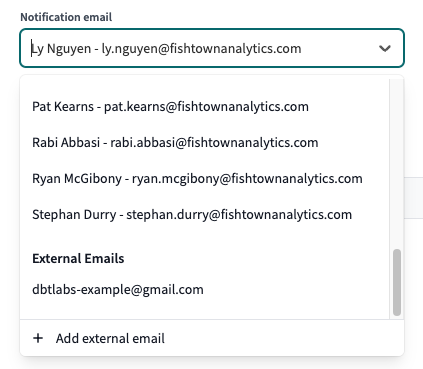 Notification email
Ly Nguyen - ly.nguyen@fishtownanalytics.com
Pat Kearns - pat.kearns@fishtownanalytics.com
Rabi Abbasi - rabi.abbasi@fishtownanalytics.com
Ryan McGibony - ryan.mcgibony@fishtownanalytics.com
Stephan Durry - stephan.durry@fishtownanalytics.com
External Emails
dbtlabs-example@gmail.com
+ Add external email